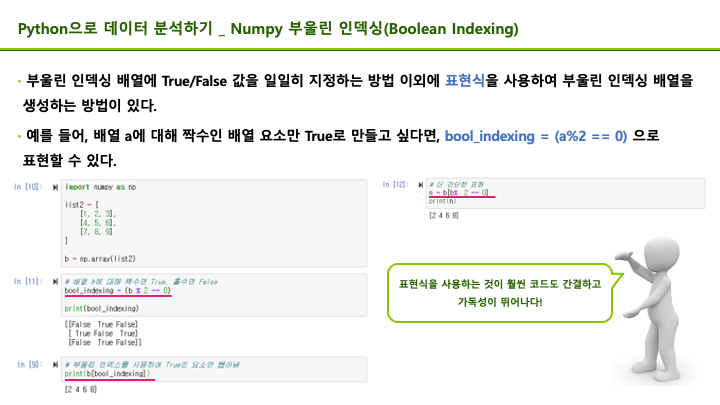 Python으로 데이터 분석하기 _ Numpy 부울린 인덱싱(Boolean Indexing)
· 부울린 인덱싱 배열에 True/False 값을 일일히 지정하는 방법 이외에 표현식을 사용하여 부울린 인덱싱 배열을
생성하는 방법이 있다.
· 예를 들어, 배열 a에 대해 짝수인 배열 요소만 True로 만들고 싶다면, bool_indexing = (a%2 == 0) 으로
표현할 수 있다.
In [10]: import numpy as np
list2 = [
[1, 2, 3],
[4, 5, 6],
[7, 8, 9]
]
b = np.array(list2)
In [11]: # 배열 b에 대해 짝수면 True, 홀수면 False
bool_indexing = (b % 2 == 0)
print(bool_indexing)
[[False True False]
[ True False True]
[False True False]]
In [9]: # 부울린 인덱스를 사용하여 True인 요소만 뽑아냄
print(b[bool_indexing])
[2 4 6 8]
In [12]: # 더 간단한 표현
n = b[b% 2 == 0]
print(n)
[2 4 6 8]
표현식을 사용하는 것이 훨씬 코드도 간결하고
가독성이 뛰어나다!